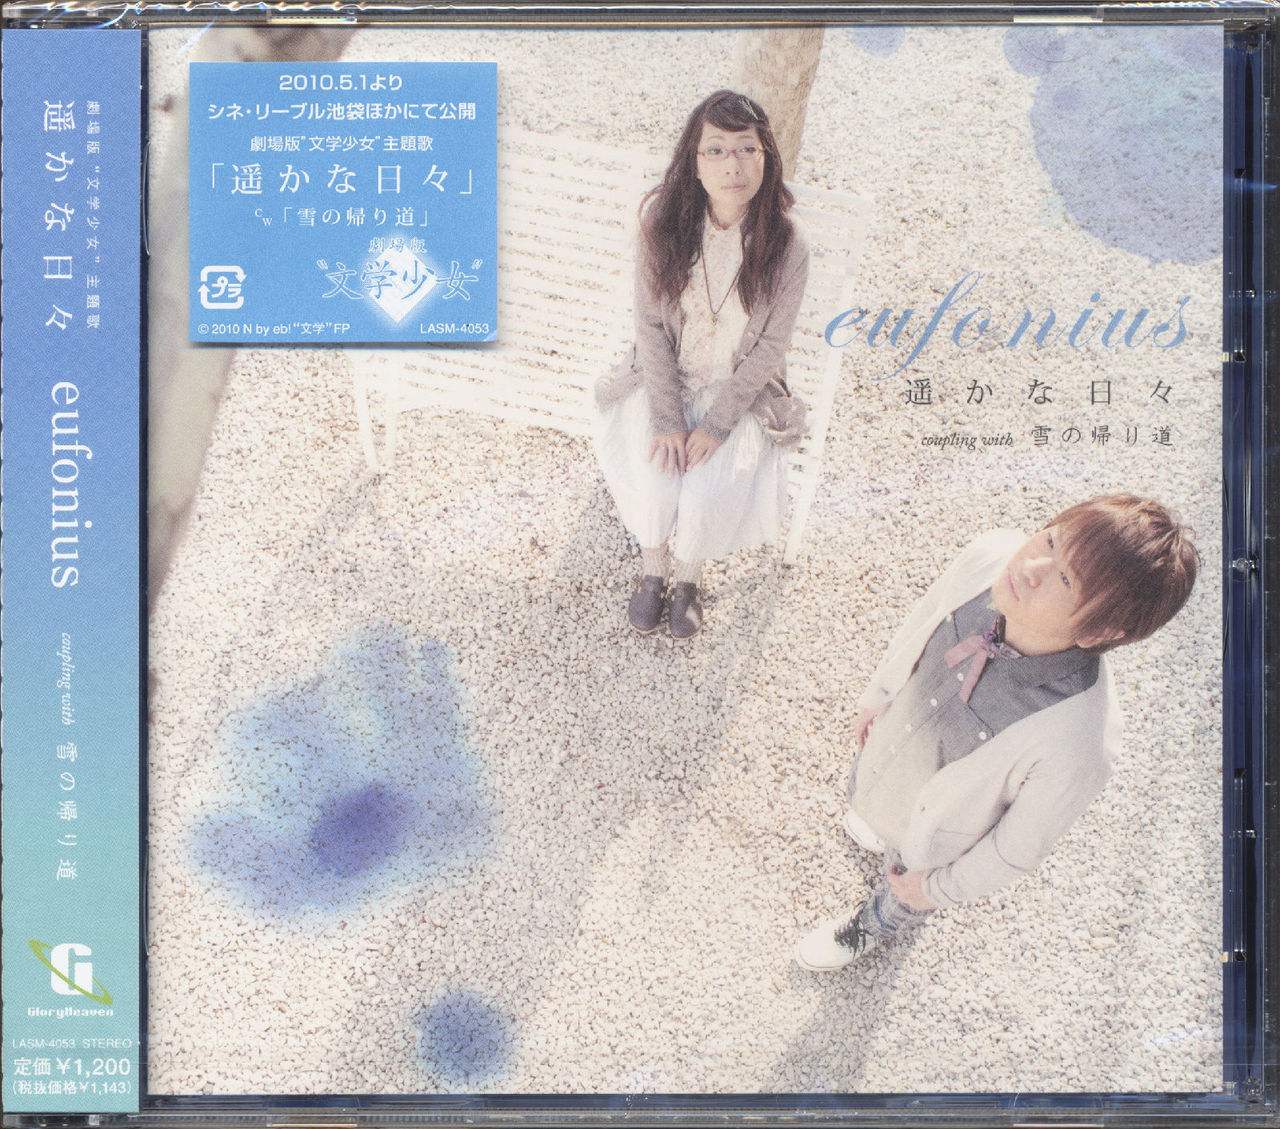 劇場版 "文学少女" 主題歌
遥かな日々
eufonius
coupling with 雪の帰り道
G
GloryHeaven
LASM-4053 STEREO
定価￥1,200
(税抜価格￥1,143)
2010.5.1より
シネ・リーブル池袋ほかにて公開
劇場版"文学少女"主題歌
「遥かな日々」
c/w「雪の帰り道」
劇場版
"文学少女"
プラ
© 2010 N by eb! "文学" FP
LASM-4053
eufonius
遥かな日々
coupling with 雪の帰り道